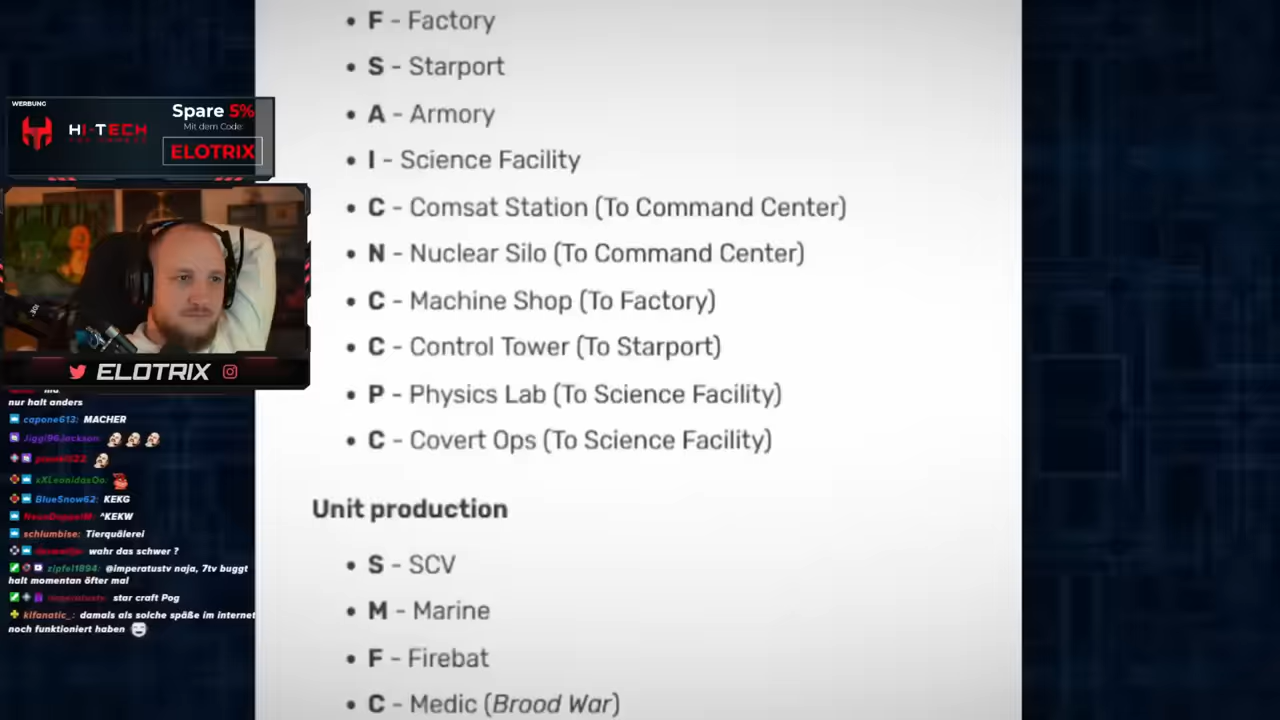 F - Factory
S - Starport
A - Armory
I - Science Facility
C - Comsat Station (To Command Center)
N - Nuclear Silo (To Command Center)
C - Machine Shop (To Factory)
C - Control Tower (To Starport)
P - Physics Lab (To Science Facility)
C - Covert Ops (To Science Facility)
Unit production
S - SCV
M - Marine
F - Firebat
C - Medic (Brood War)
WERBUNG
Spare 5%
HI-TECH
Mit dem Code:
ELOTRIX
ELOTRIX
nur halt anders
capone613: MACHER
Jiggi96Jackson:
xXLeonidasOo:
BlueSnow62: KEKG
^KEKW
schlumbise: Tierquälerei
wahr das schwer ?
zipfel1894: @imperatustv naja, 7tv buggt
halt momentan öfter mal
star craft Pog
klfanatic_: damals als solche späße im internet
noch funktioniert haben